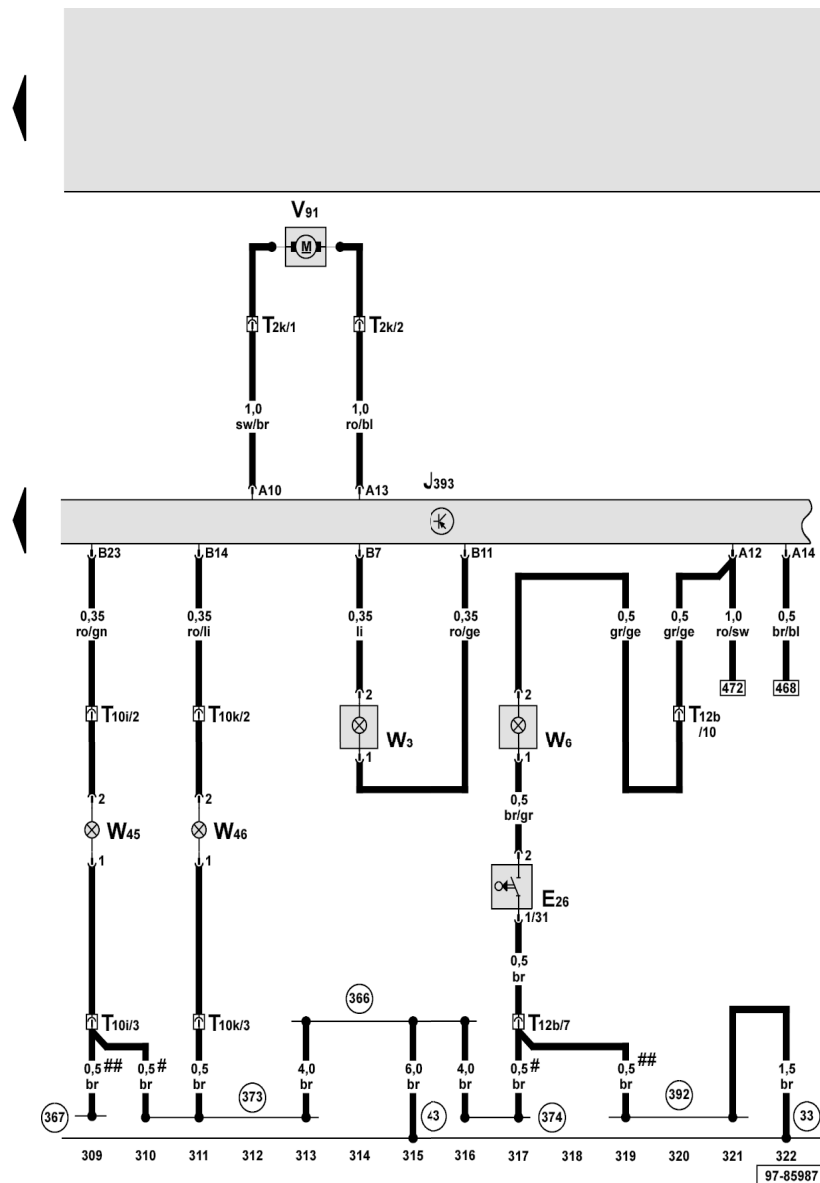 V91
M
T2k/1 T2k/2
1,0 1,0
sw/br ro/bl
A10 A13 J393
B23 B14 B7 B11 A12 A14
0,35 0,35 0,35 0,35 0,5 0,5 1,0 0,5
ro/gn ro/li li ro/ge gr/ge gr/ge ro/sw br/bl
472 468
2 2
T10i/2 T10k/2 T12b
/10
W3 W6
1 1
2 2 0,5
br/gr
W45 W46
2
1 1
E26
1/31
0,5
br
366
T10i/3 T10k/3 T12b/7
0,5 ## 0,5 # 0,5 4,0 6,0 4,0 0,5 # 0,5 ## 1,5
br br br br br br br br br
367 373 43 374 392 33
309 310 311 312 313 314 315 316 317 318 319 320 321 322
97-85987